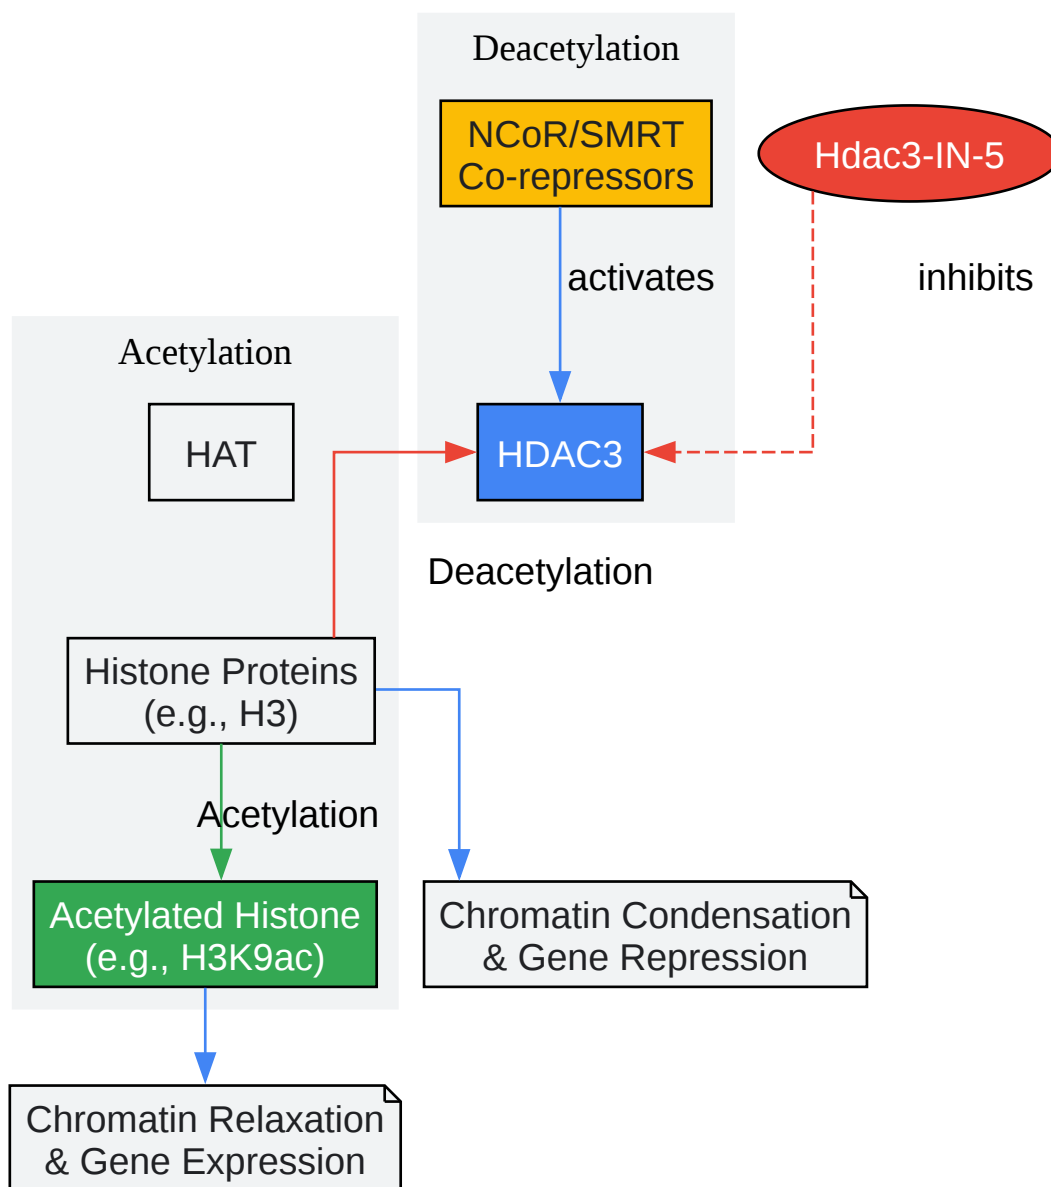 Deacetylation
NCoR/SMRT
Co-repressors
Hdac3-IN-5
activates
inhibits
Acetylation
HAT
HDAC3
Deacetylation
Histone Proteins
(e.g., H3)
Acetylation
Acetylated Histone
(e.g., H3K9ac)
Chromatin Condensation
& Gene Repression
Chromatin Relaxation
& Gene Expression